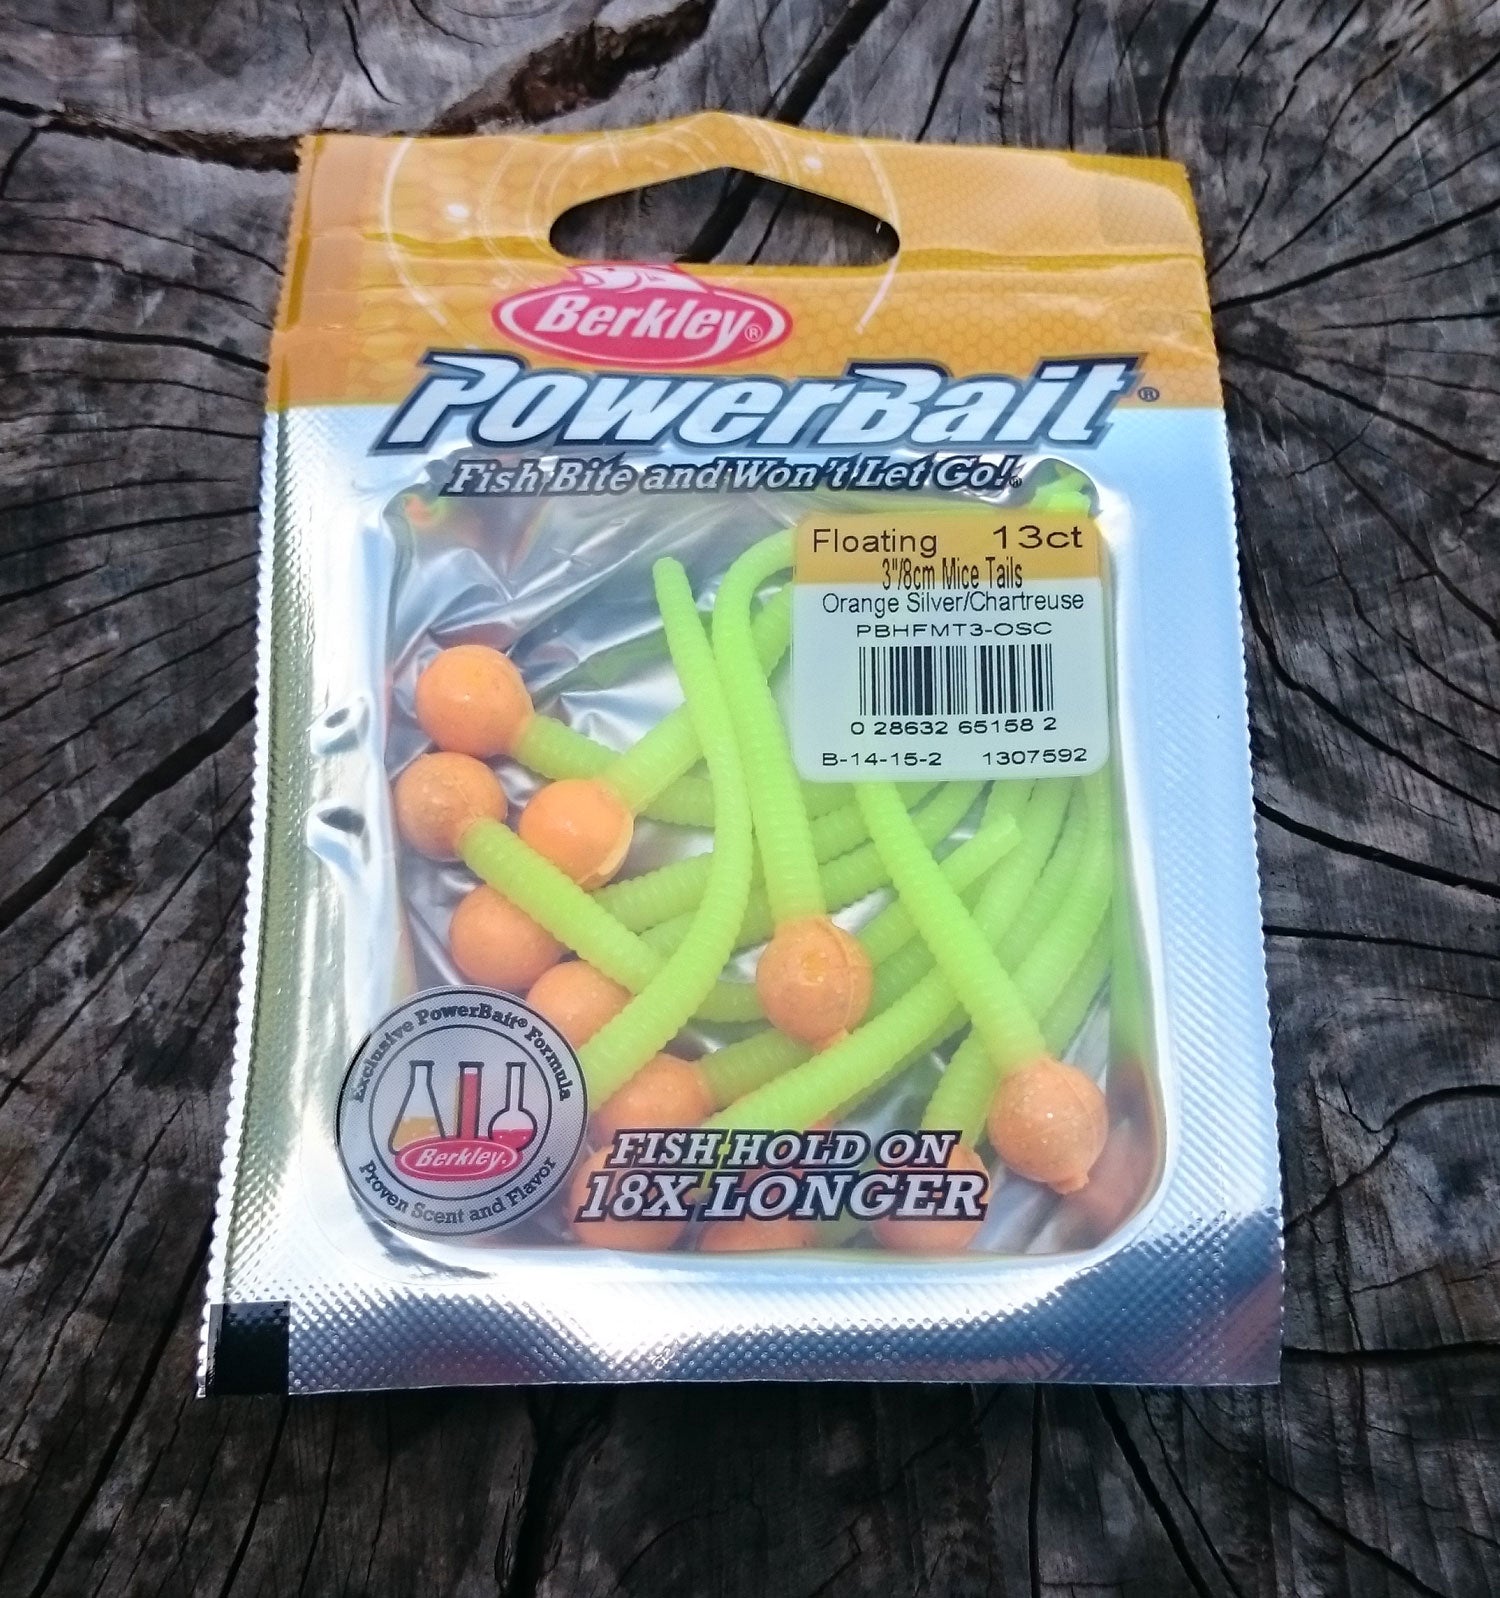 Berkley®
PowerBait®
Fish Bite and Won't Let Go!®
Floating 13ct
3"/8cm Mice Tails
Orange Silver/Chartreuse
PBHFMT3-OSC
0 28632 65158 2
B-14-15-2 1307592
Exclusive PowerBait® Formula
Berkley
Proven Scent and Flavor
FISH HOLD ON
18X LONGER